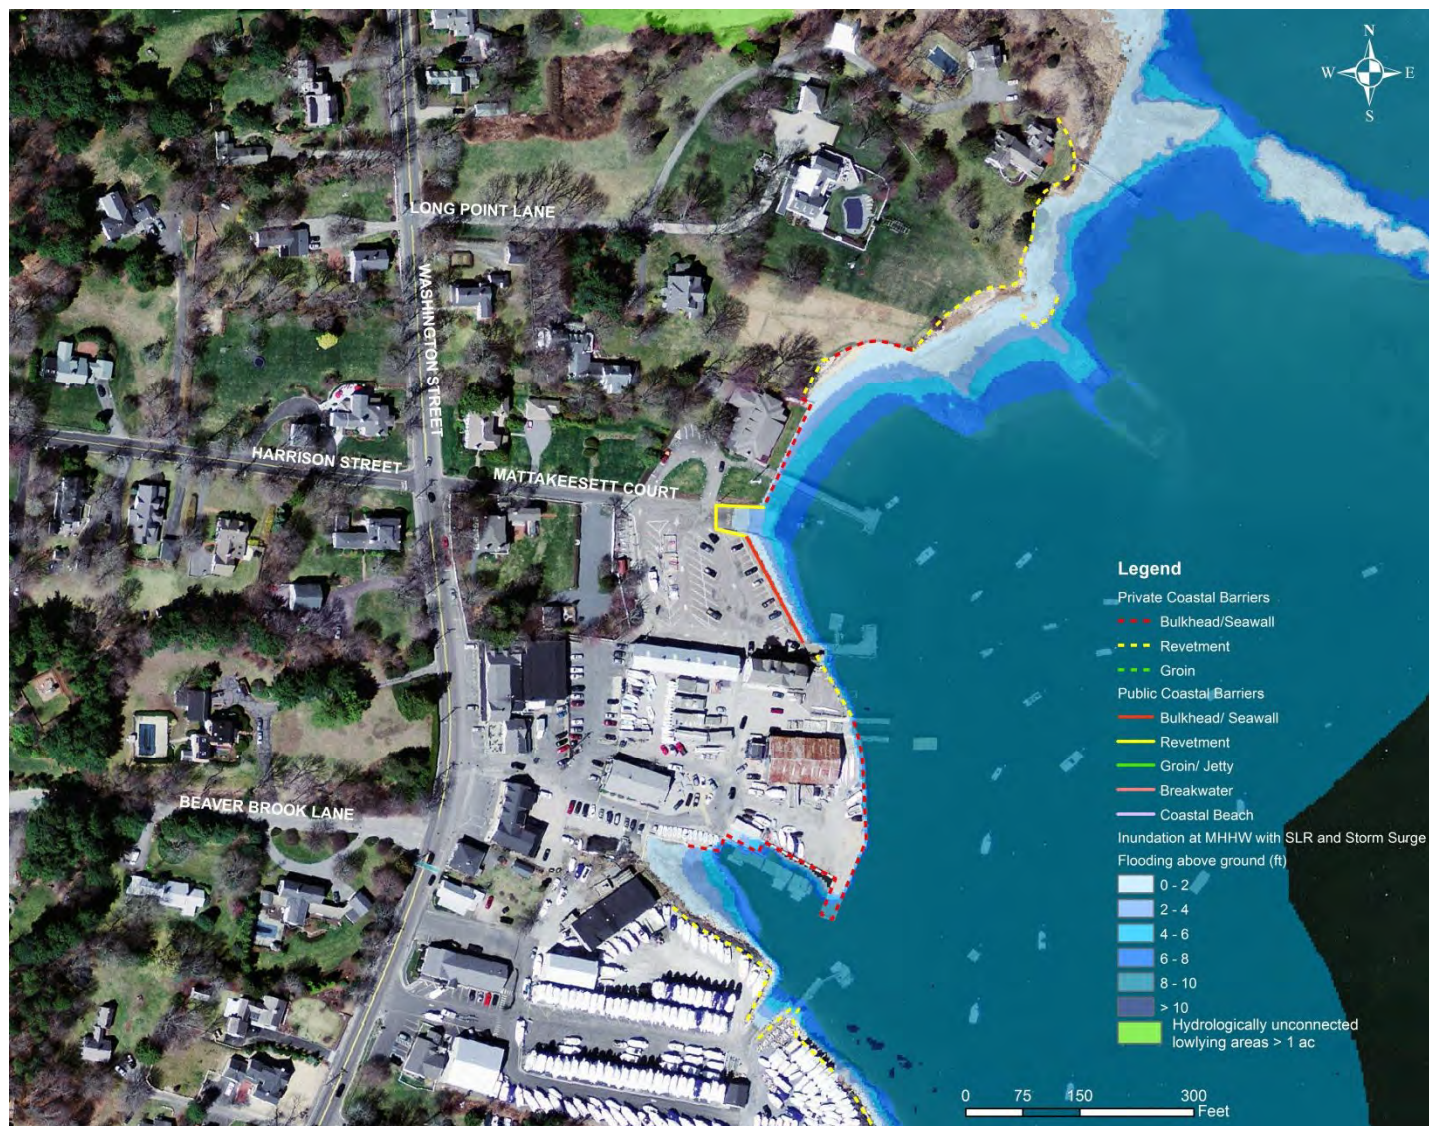 N
W E
S
LONG POINT LANE
WASHINGTON STREET
HARRISON STREET
MATTAKEESETT COURT
BEAVER BROOK LANE
Legend
Private Coastal Barriers
Bulkhead/Seawall
Revetment
Groin
Public Coastal Barriers
Bulkhead/ Seawall
Revetment
Groin/ Jetty
Breakwater
Coastal Beach
Inundation at MHHW with SLR and Storm Surge
Flooding above ground (ft)
0 - 2
2 - 4
4 - 6
6 - 8
8 - 10
> 10
Hydrologically unconnected
lowlying areas > 1 ac
0 75 150 300
Feet